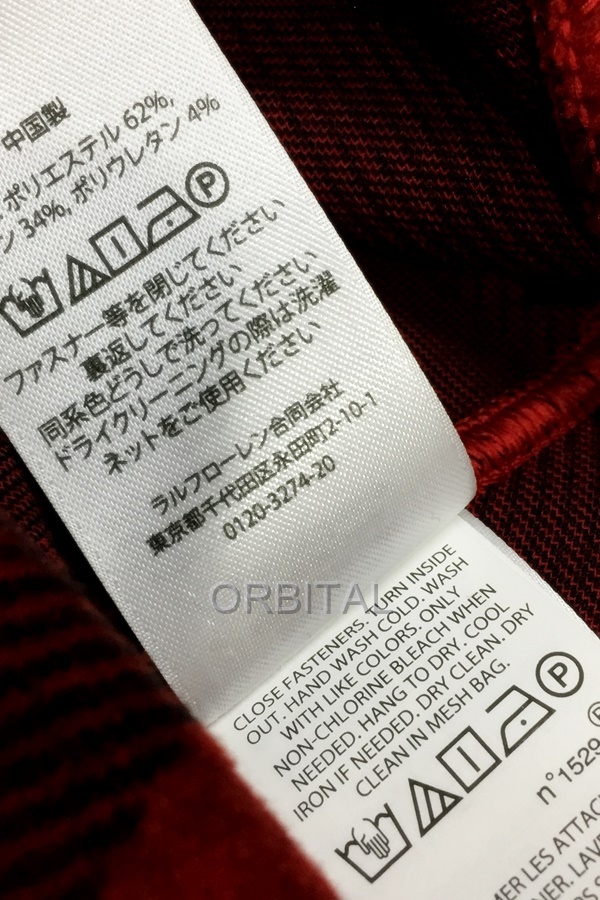 中国製
ポリエステル 62%,
ン 34%, ポリウレタン 4%
P
ファスナー等を閉じてください
裏返してください
同系色どうしで洗ってください
ドライクリーニングの際は洗濯
ネットをご使用ください
ラルフローレン合同会社
東京都千代田区永田町2-10-1
0120-3274-20
ORBITAL
CLOSE FASTENERS. TURN INSIDE
OUT. HAND WASH COLD. WASH
WITH LIKE COLORS. ONLY
NON-CHLORINE BLEACH WHEN
NEEDED. HANG TO DRY. COOL
IRON IF NEEDED. DRY CLEAN. DRY
CLEAN IN MESH BAG.
P
n°1529
MER LES ATTAC